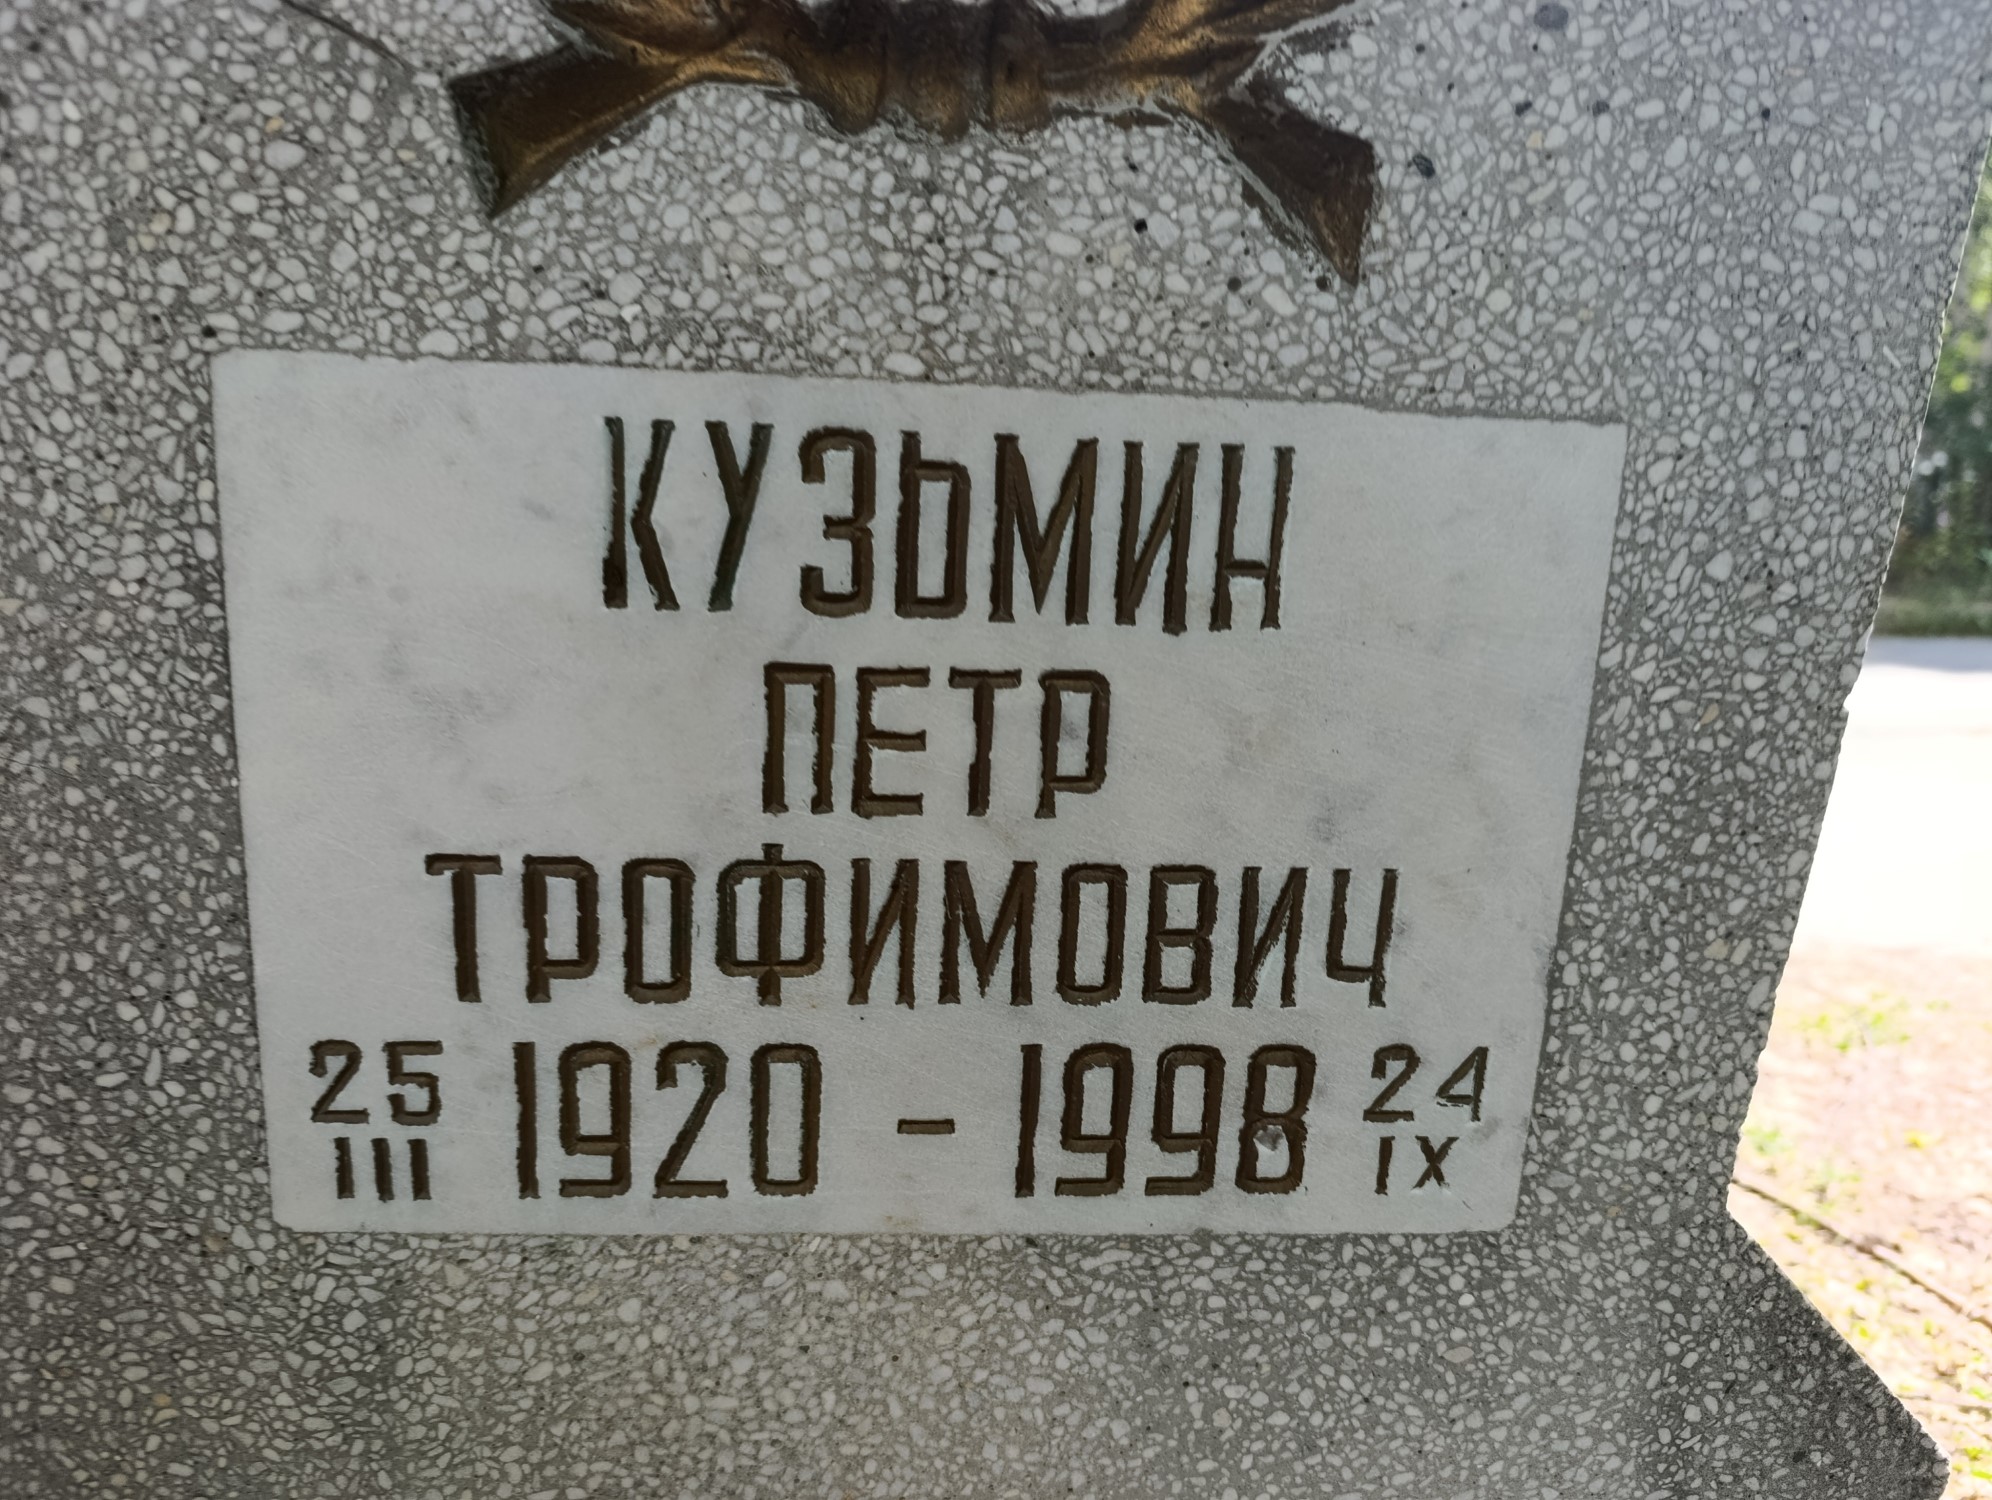 КУЗЬМИН
ПЕТР
ТРОФИМОВИЧ
25 III 1920 - 1998 24 IX